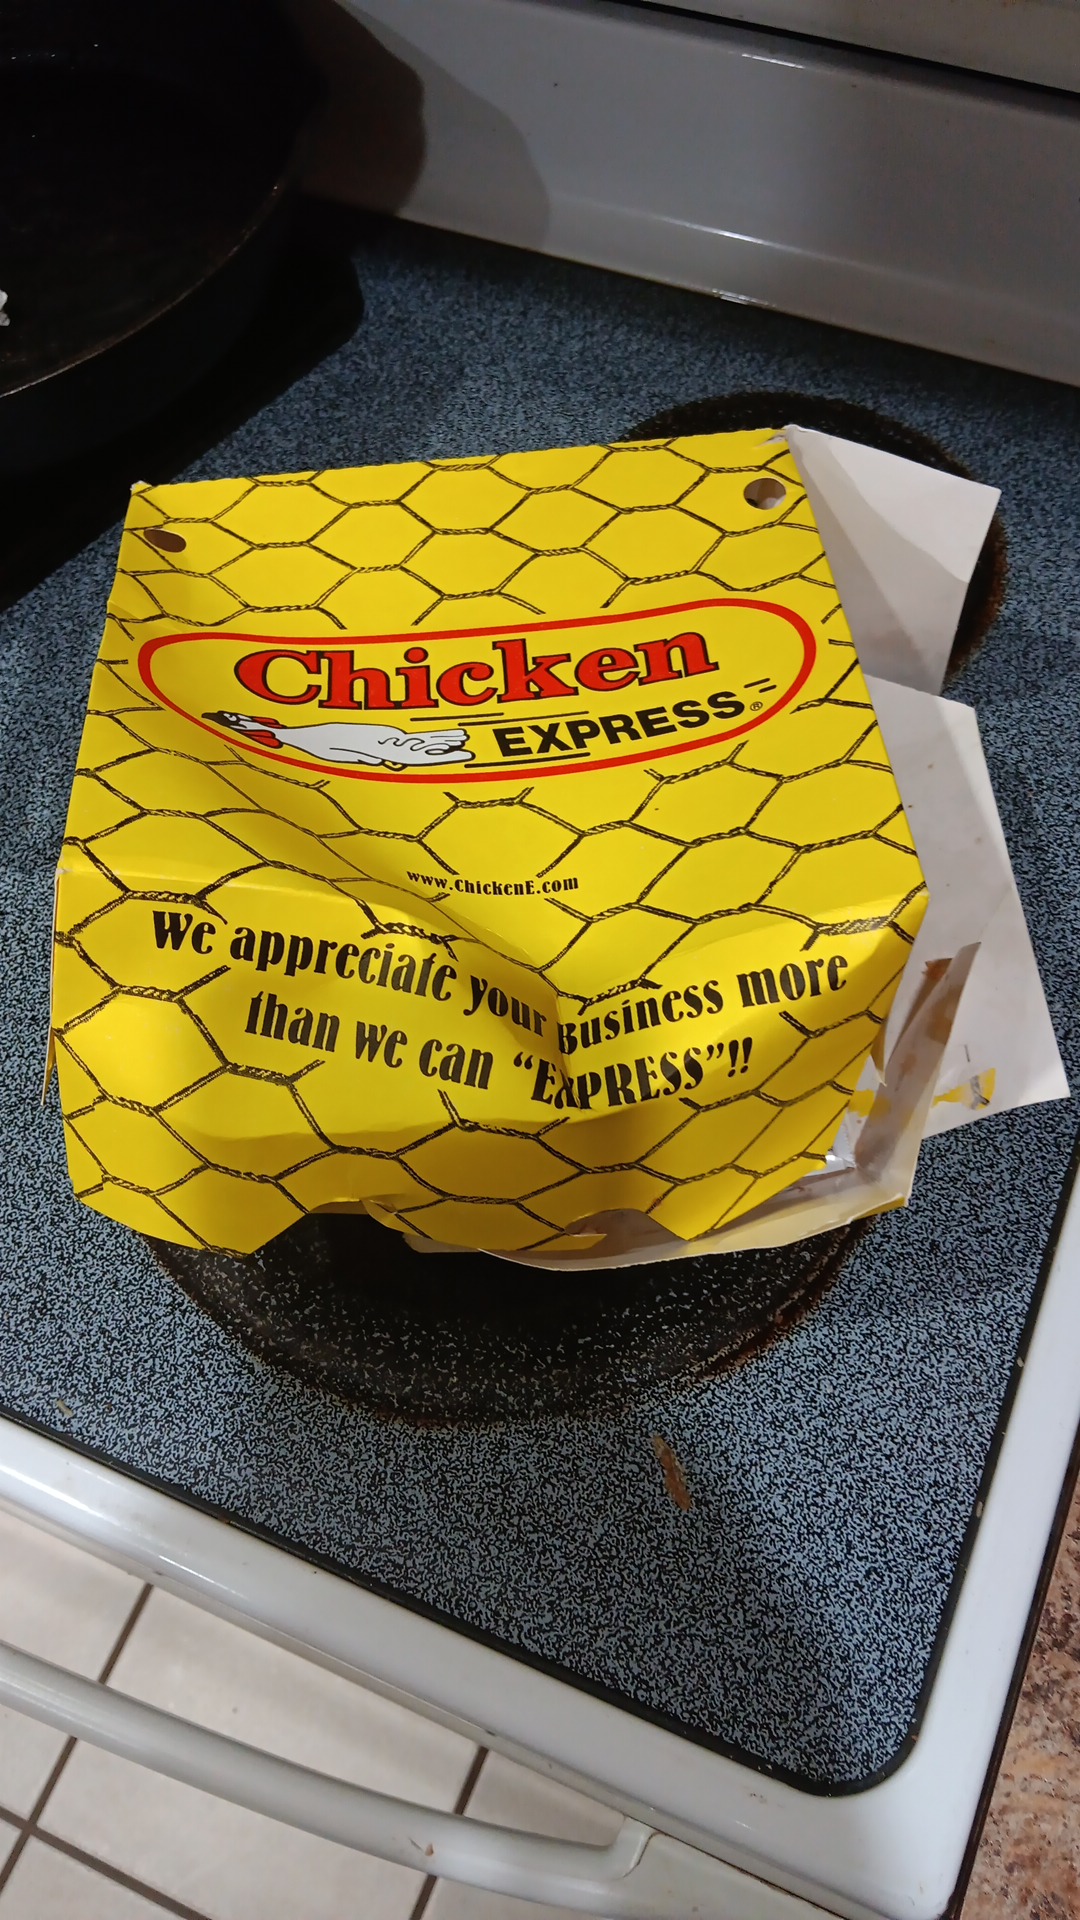 Chicken
EXPRESS®
www.ChickenE.com
We appreciate your Business more
than we can “EXPRESS”!!